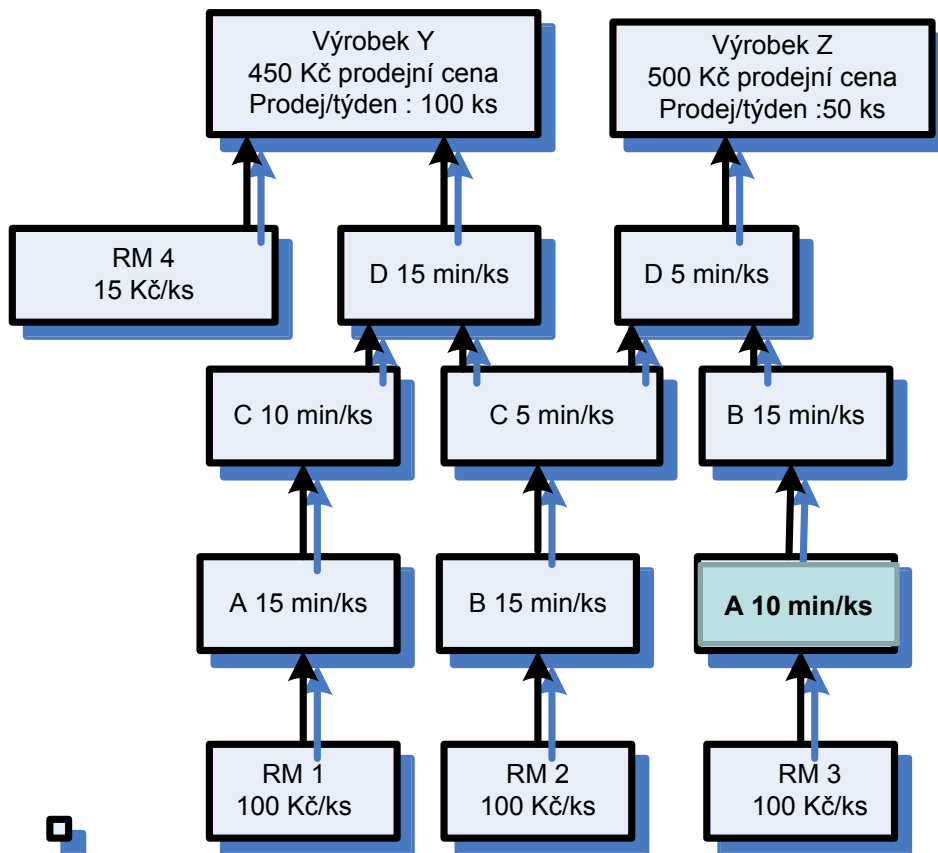 Výrobek Y
450 Kč prodejní cena
Prodej/týden : 100 ks
Výrobek Z
500 Kč prodejní cena
Prodej/týden :50 ks
RM 4
15 Kč/ks
D 15 min/ks
D 5 min/ks
C 10 min/ks
C 5 min/ks
B 15 min/ks
A 15 min/ks
B 15 min/ks
A 10 min/ks
RM 1
100 Kč/ks
RM 2
100 Kč/ks
RM 3
100 Kč/ks